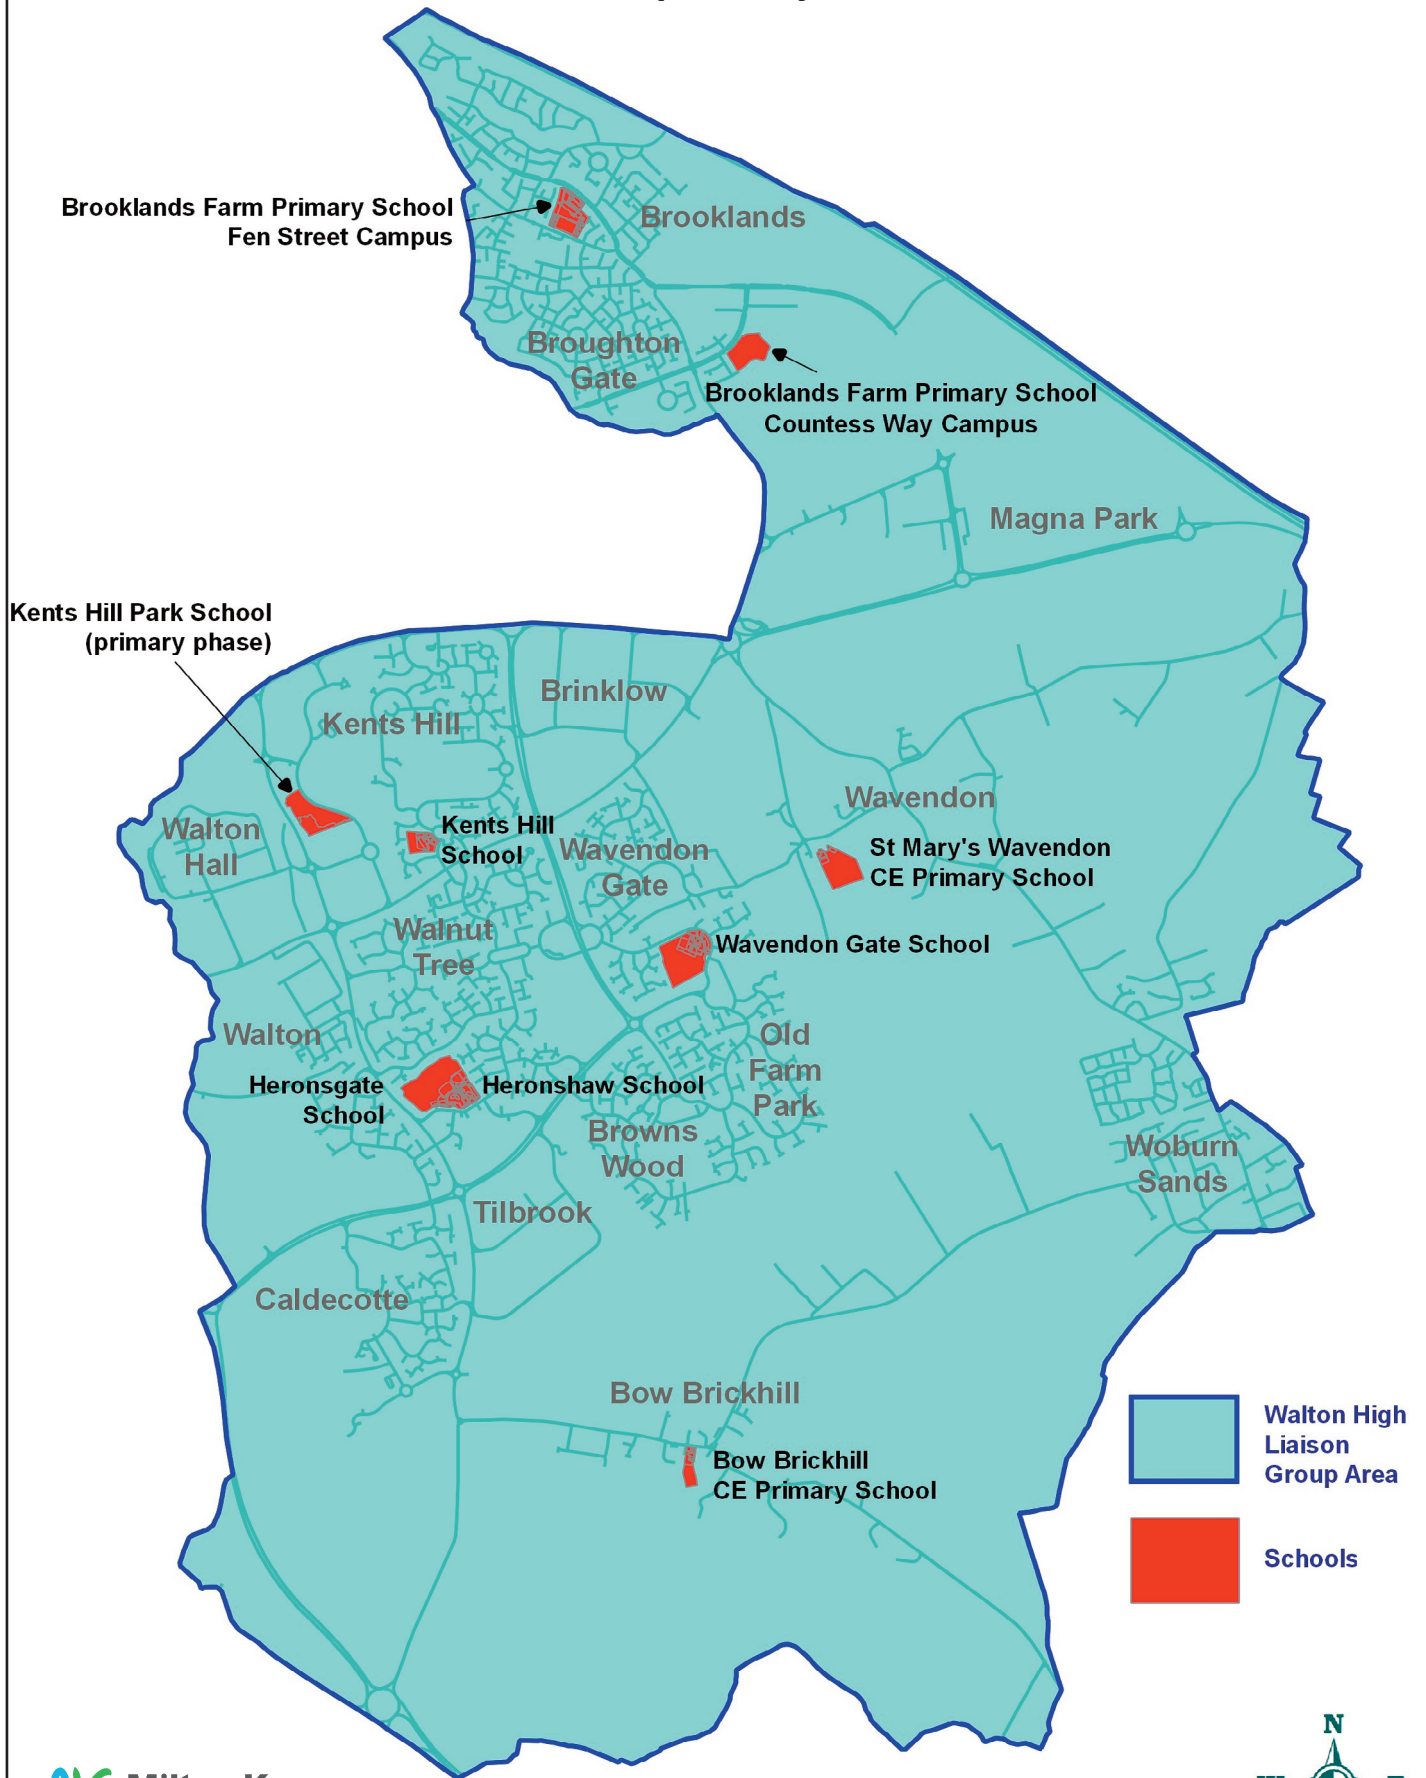 Brooklands Farm Primary School
Fen Street Campus
Brooklands
Broughton
Gate
Brooklands Farm Primary School
Countess Way Campus
Magna Park
Kents Hill Park School
(primary phase)
Brinklow
Kents Hill
Wavendon
Walton
Hall
Kents Hill
School
Wavendon
Gate
St Mary's Wavendon
CE Primary School
Walnut
Tree
Wavendon Gate School
Walton
Old
Farm
Park
Heronsgate
School
Heronshaw School
Browns
Wood
Woburn
Sands
Tilbrook
Caldecotte
Bow Brickhill
Bow Brickhill
CE Primary School
Walton High
Liaison
Group Area
Schools
N